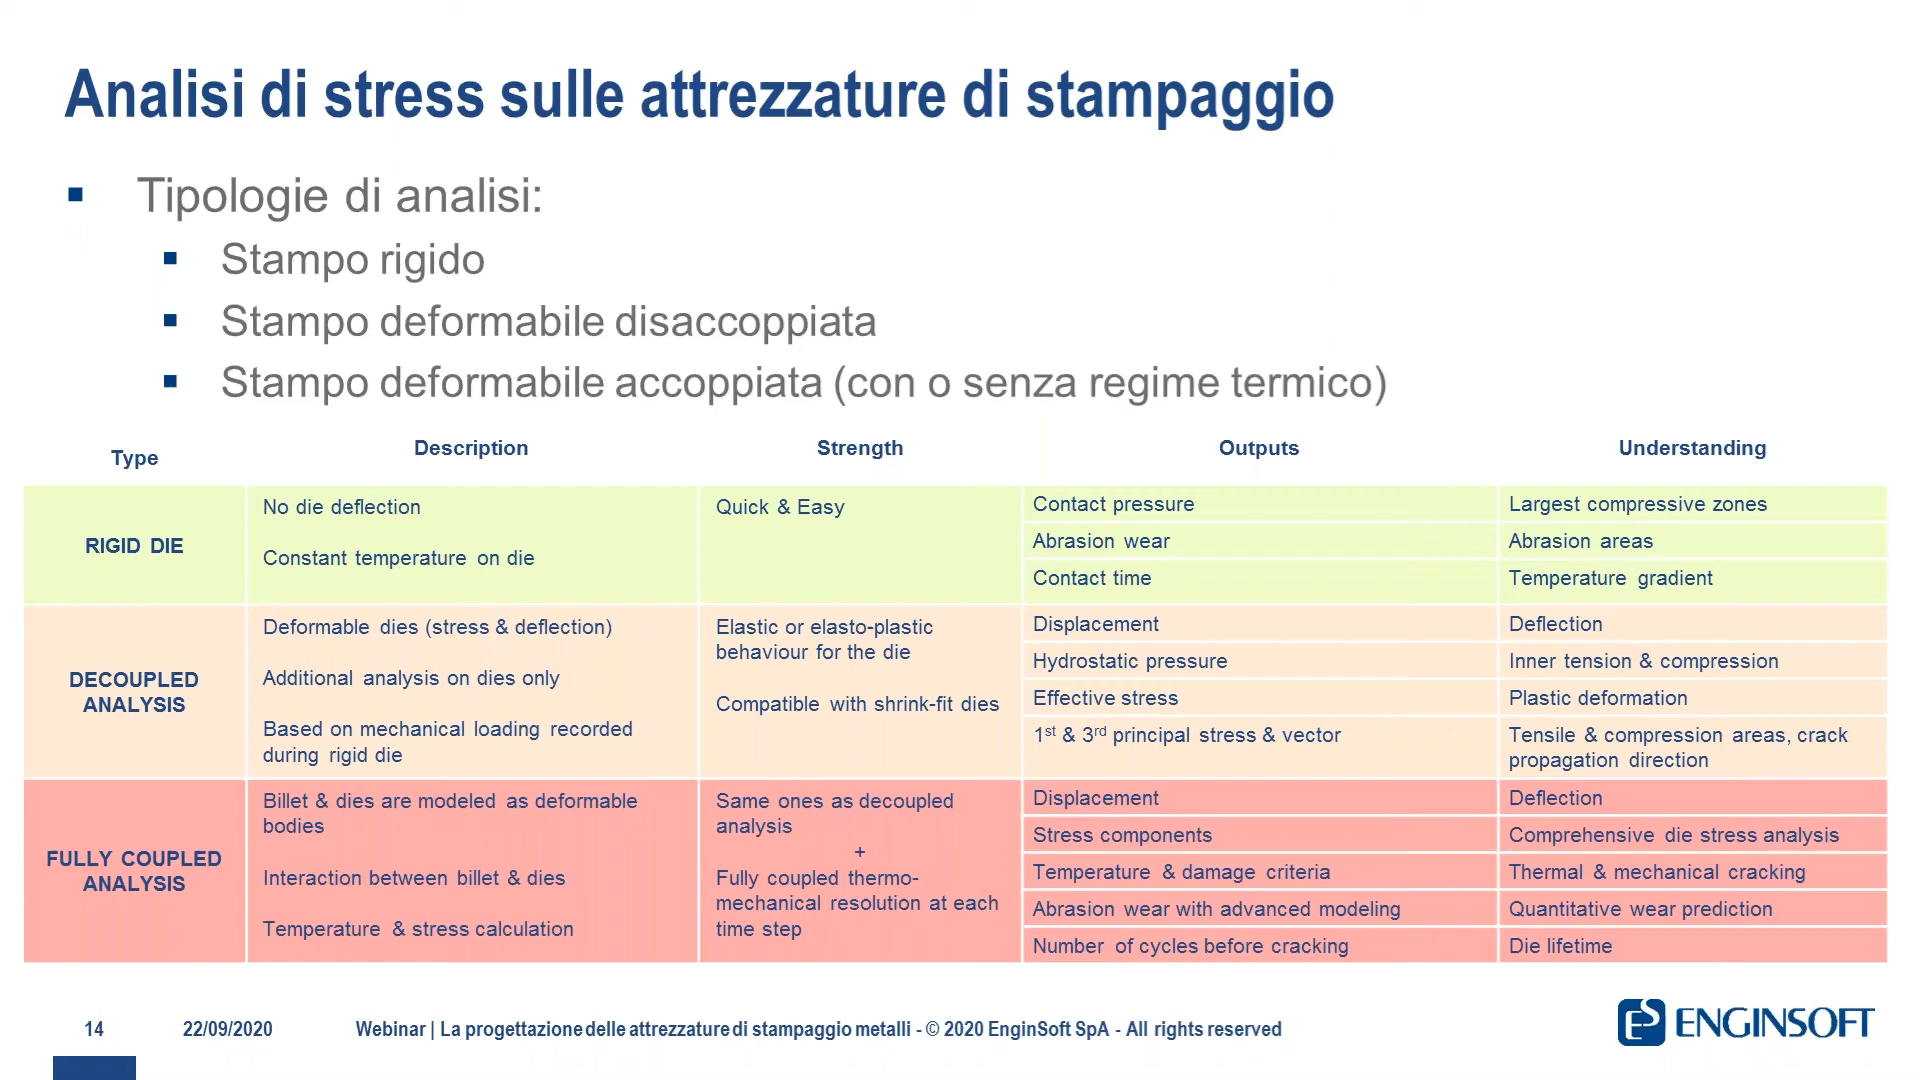 Analisi di stress sulle attrezzature di stampaggio
Tipologie di analisi:
Stampo rigido
Stampo deformabile disaccoppiata
Stampo deformabile accoppiata (con o senza regime termico)
Type
Description
Strength
Outputs
Understanding
RIGID DIE
No die deflection
Constant temperature on die
Quick & Easy
Contact pressure
Largest compressive zones
Abrasion wear
Abrasion areas
Contact time
Temperature gradient
DECOUPLED
ANALYSIS
Deformable dies (stress & deflection)
Additional analysis on dies only
Based on mechanical loading recorded
during rigid die
Elastic or elasto-plastic
behaviour for the die
Compatible with shrink-fit dies
Displacement
Deflection
Hydrostatic pressure
Inner tension & compression
Effective stress
Plastic deformation
1st & 3rd principal stress & vector
Tensile & compression areas, crack
propagation direction
FULLY COUPLED
ANALYSIS
Billet & dies are modeled as deformable
bodies
Interaction between billet & dies
Temperature & stress calculation
Same ones as decoupled
analysis
+
Fully coupled thermo-
mechanical resolution at each
time step
Displacement
Deflection
Stress components
Comprehensive die stress analysis
Temperature & damage criteria
Thermal & mechanical cracking
Abrasion wear with advanced modeling
Quantitative wear prediction
Number of cycles before cracking
Die lifetime
14
22/09/2020
Webinar | La progettazione delle attrezzature di stampaggio metalli - © 2020 EnginSoft SpA - All rights reserved
ENGINSOFT